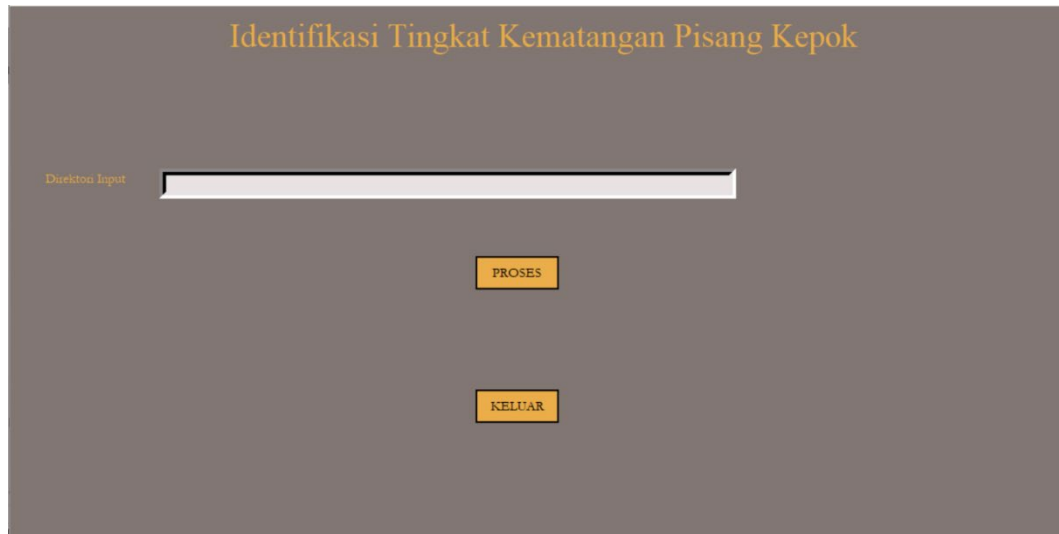 Identifikasi Tingkat Kematangan Pisang Kepok
Direktori Input
PROSES
KELUAR